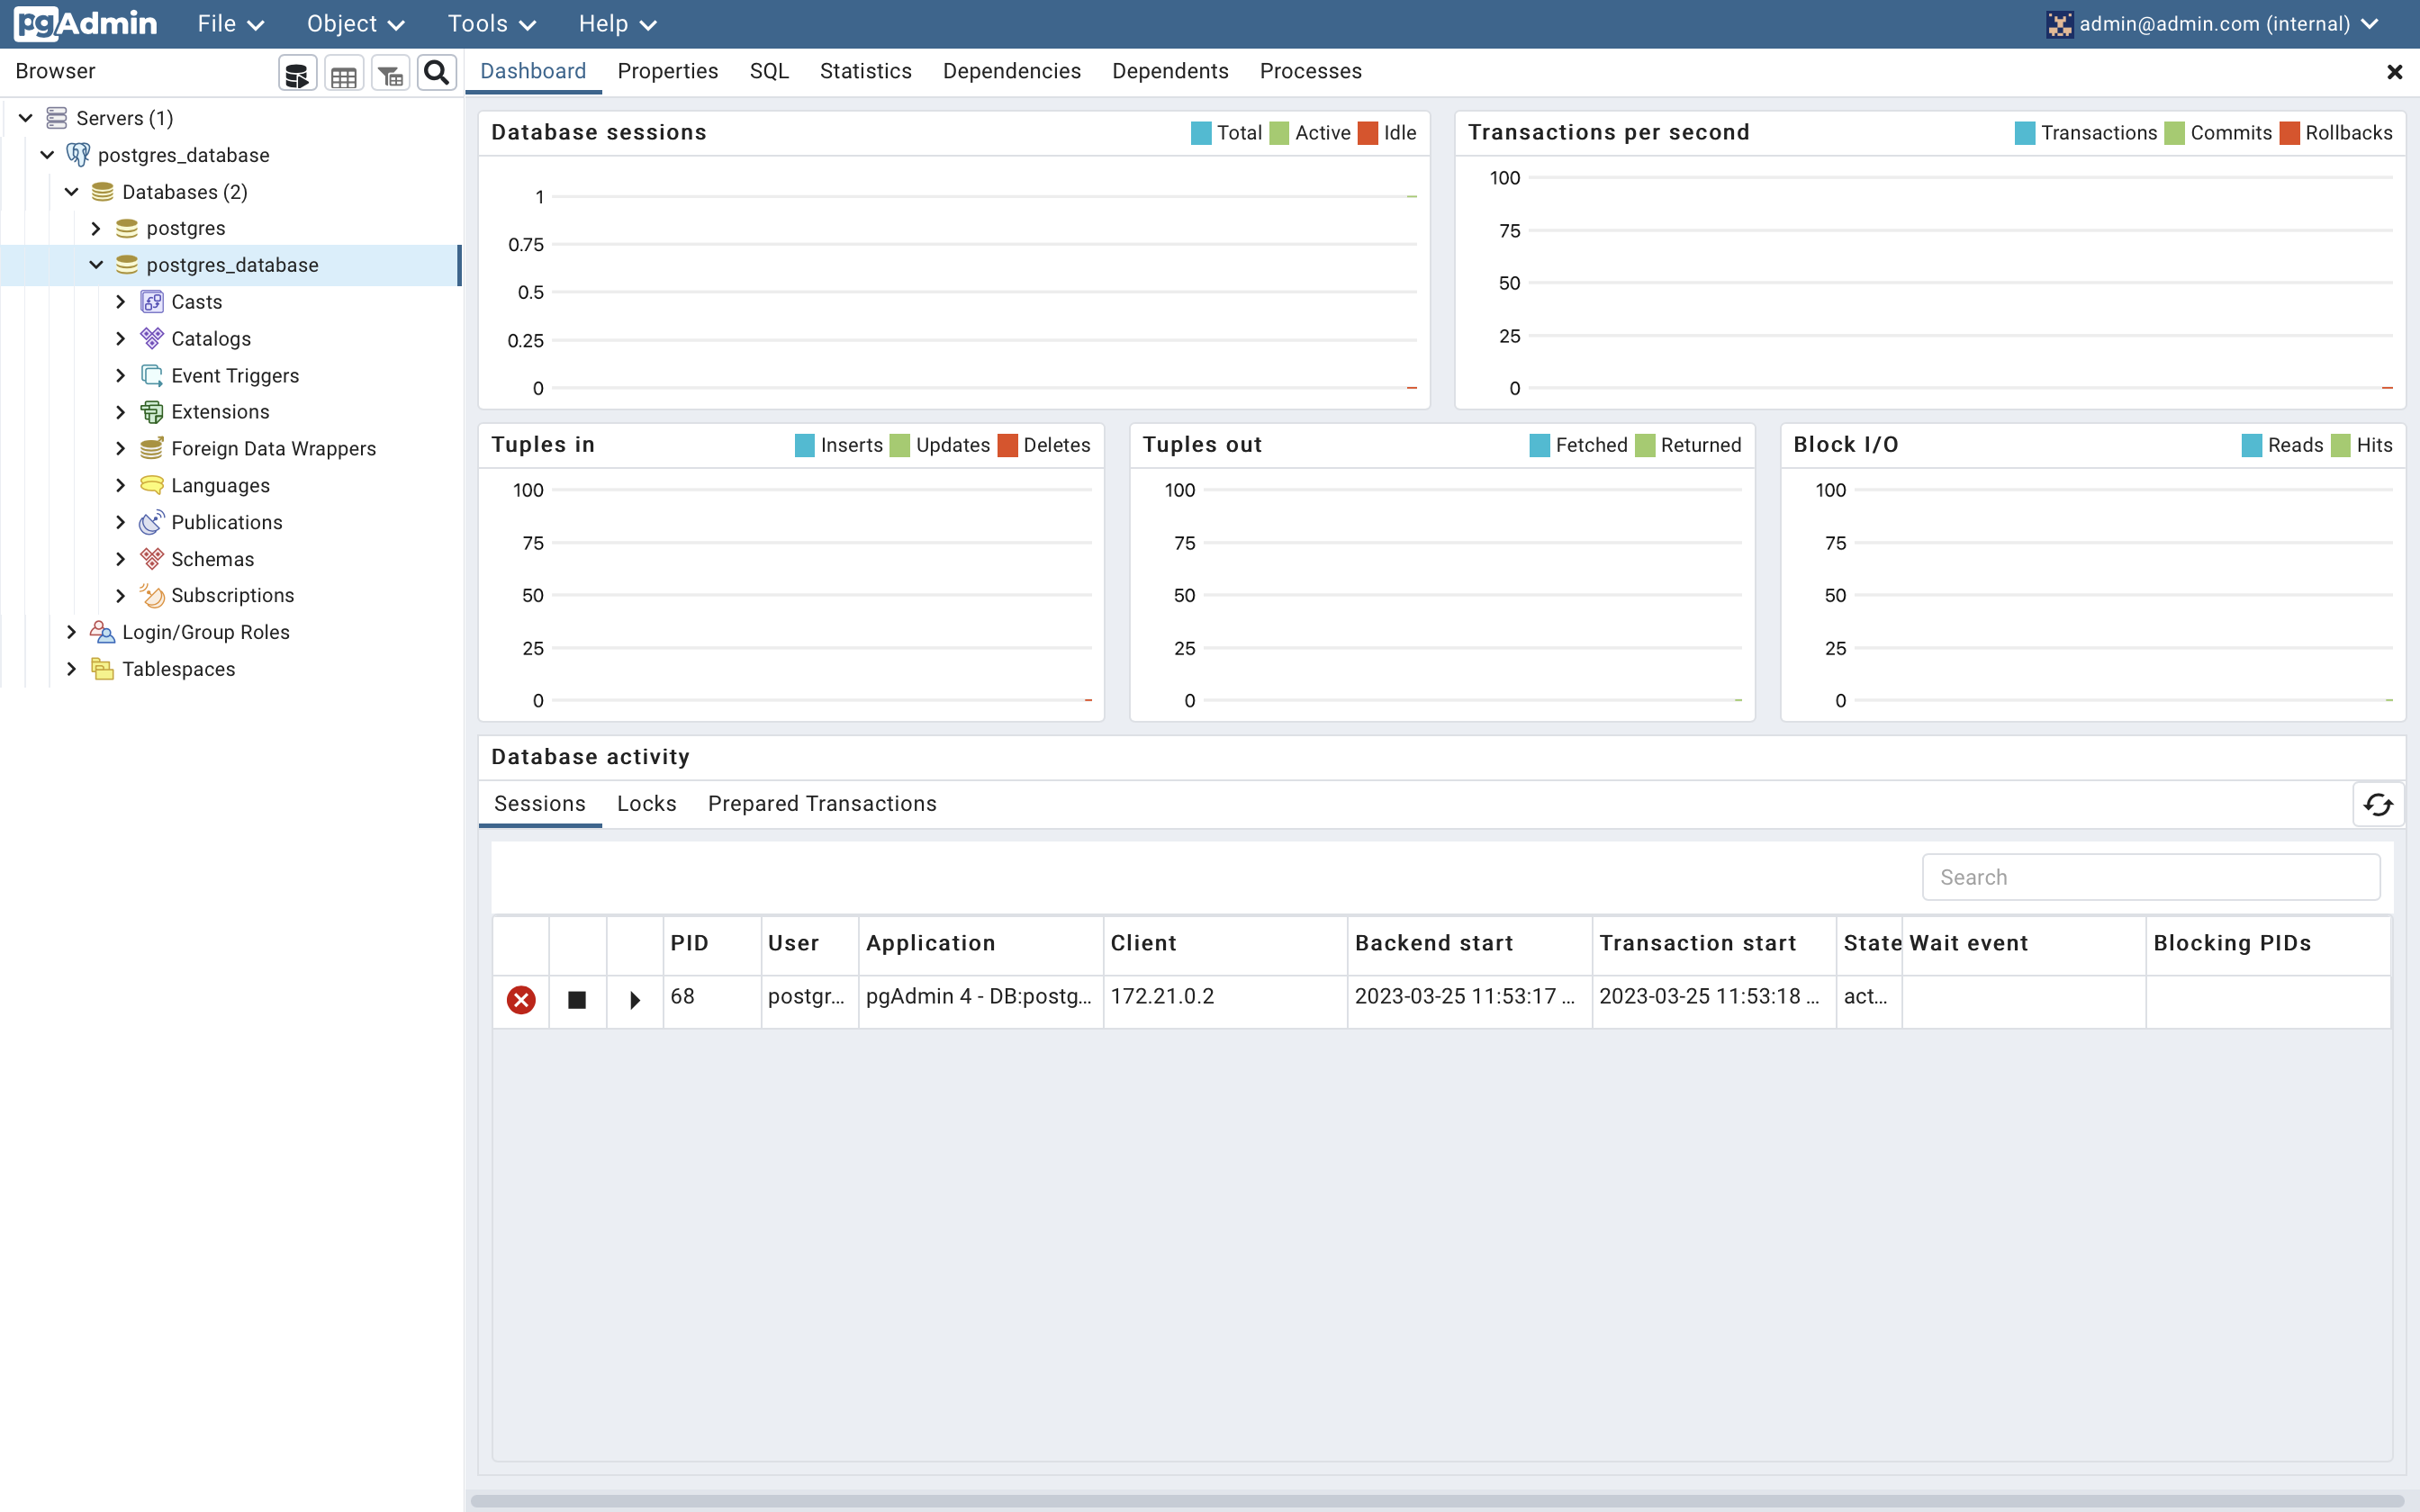 pgAdmin File Object Tools Help admin@admin.com (internal)
Browser
Servers (1)
postgres_database
Databases (2)
postgres
postgres_database
Casts
Catalogs
Event Triggers
Extensions
Foreign Data Wrappers
Languages
Publications
Schemas
Subscriptions
Login/Group Roles
Tablespaces
Dashboard Properties SQL Statistics Dependencies Dependents Processes
Database sessions Total Active Idle
1
0.75
0.5
0.25
0
Transactions per second Transactions Commits Rollbacks
100
75
50
25
0
Tuples in Inserts Updates Deletes
100
75
50
25
0
Tuples out Fetched Returned
100
75
50
25
0
Block I/O Reads Hits
100
75
50
25
0
Database activity
Sessions Locks Prepared Transactions
Search
PID User Application Client Backend start Transaction start State Wait event Blocking PIDs
68 postgr... pgAdmin 4 - DB:postg... 172.21.0.2 2023-03-25 11:53:17 ... 2023-03-25 11:53:18 ... act...